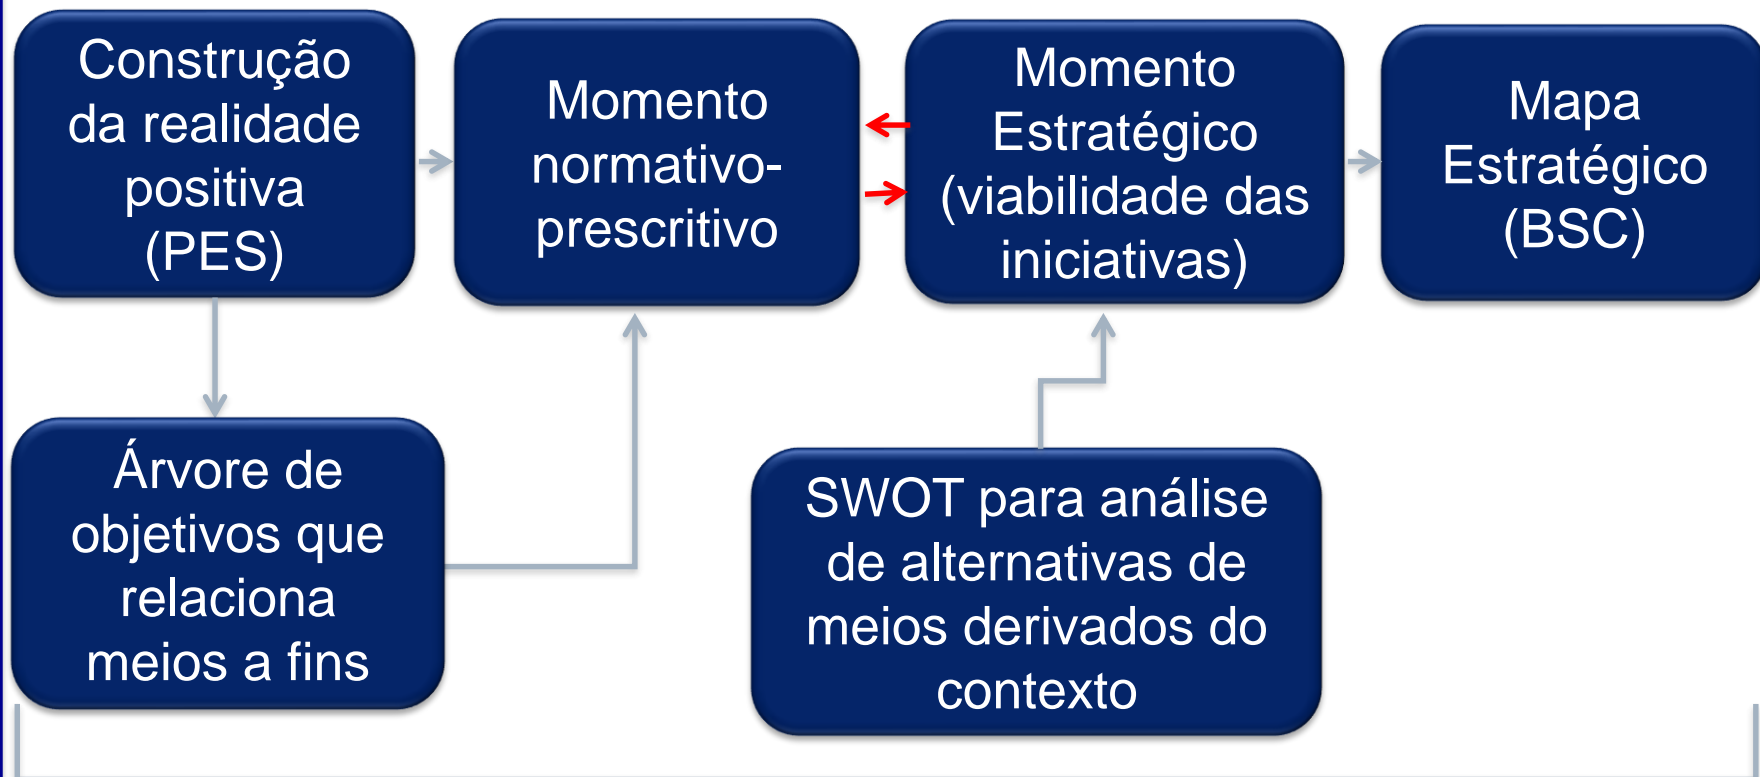 Construção
da realidade
positiva
(PES)
Momento
normativo-
prescritivo
Momento
Estratégico
(viabilidade das
iniciativas)
Mapa
Estratégico
(BSC)
Árvore de
objetivos que
relaciona
meios a fins
SWOT para análise
de alternativas de
meios derivados do
contexto